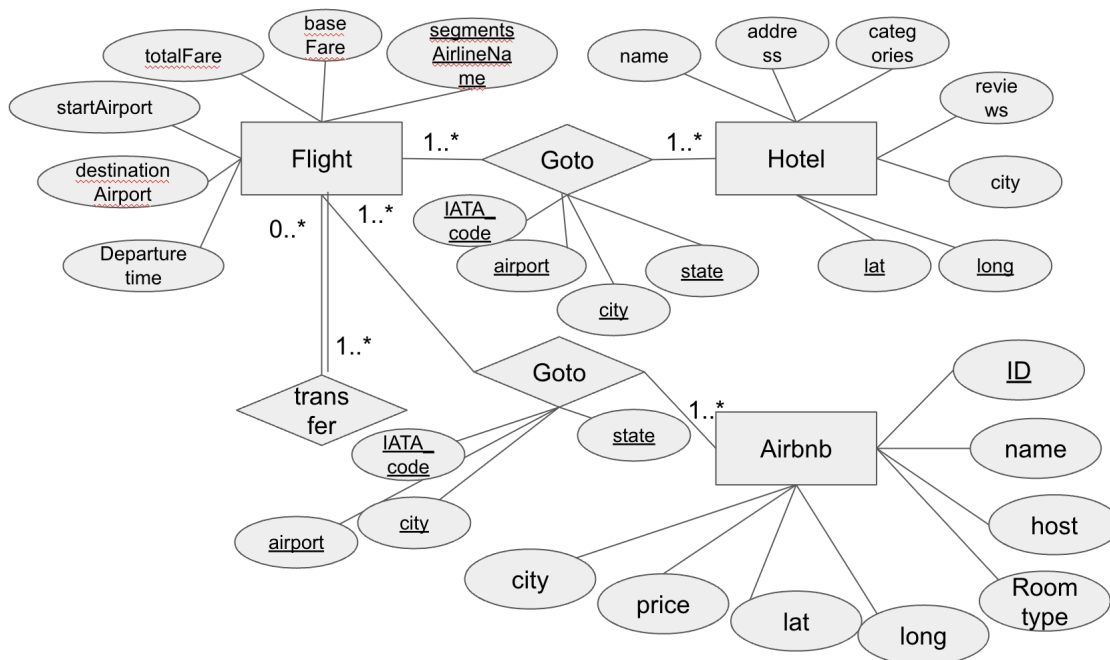 base
Fare
segments
AirlineNa
me
totalFare
startAirport
destination
Airport
Departure
time
Flight
1..*
Goto
1..*
Hotel
name
addre
ss
categ
ories
revie
ws
city
lat
long
IATA_
code
airport
city
state
0..*
1..*
1..*
trans
fer
Goto
IATA_
code
airport
city
state
1..*
Airbnb
ID
name
host
Room
type
city
price
lat
long